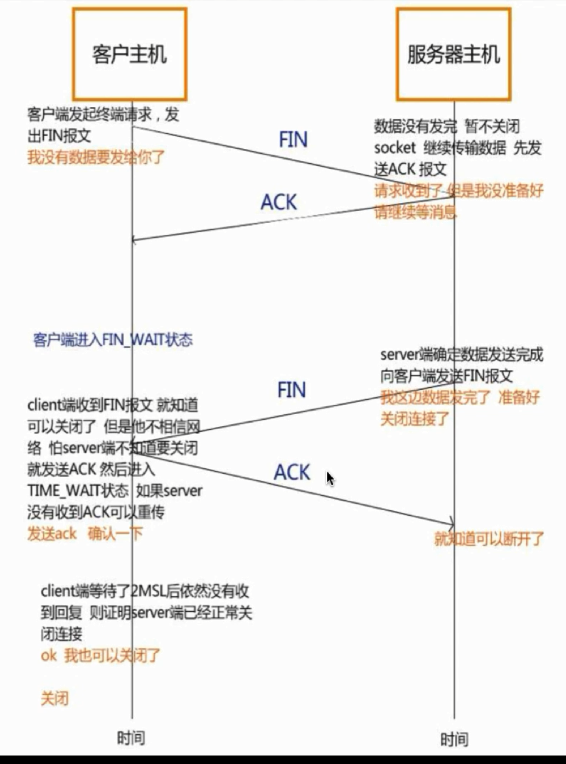 客户主机
服务器主机
客户端发起终端请求，发
出FIN报文
我没有数据要发给你了
FIN
数据没有发完 暂不关闭
socket 继续传输数据 先发
送ACK 报文
请求收到了 但是我没准备好
请继续等消息
ACK
客户端进入FIN_WAIT状态
server端确定数据发送完成
向客户端发送FIN报文
我这边数据发完了 准备好
关闭连接了
FIN
client端收到FIN报文 就知道
可以关闭了 但是他不相信网
络 怕server端不知道要关闭
就发送ACK 然后进入
TIME_WAIT状态 如果server
没有收到ACK可以重传
发送ack 确认一下
ACK
就知道可以断开了
client端等待了2MSL后依然没有收
到回复 则证明server端已经正常关
闭连接
ok 我也可以关闭了
关闭
时间
时间